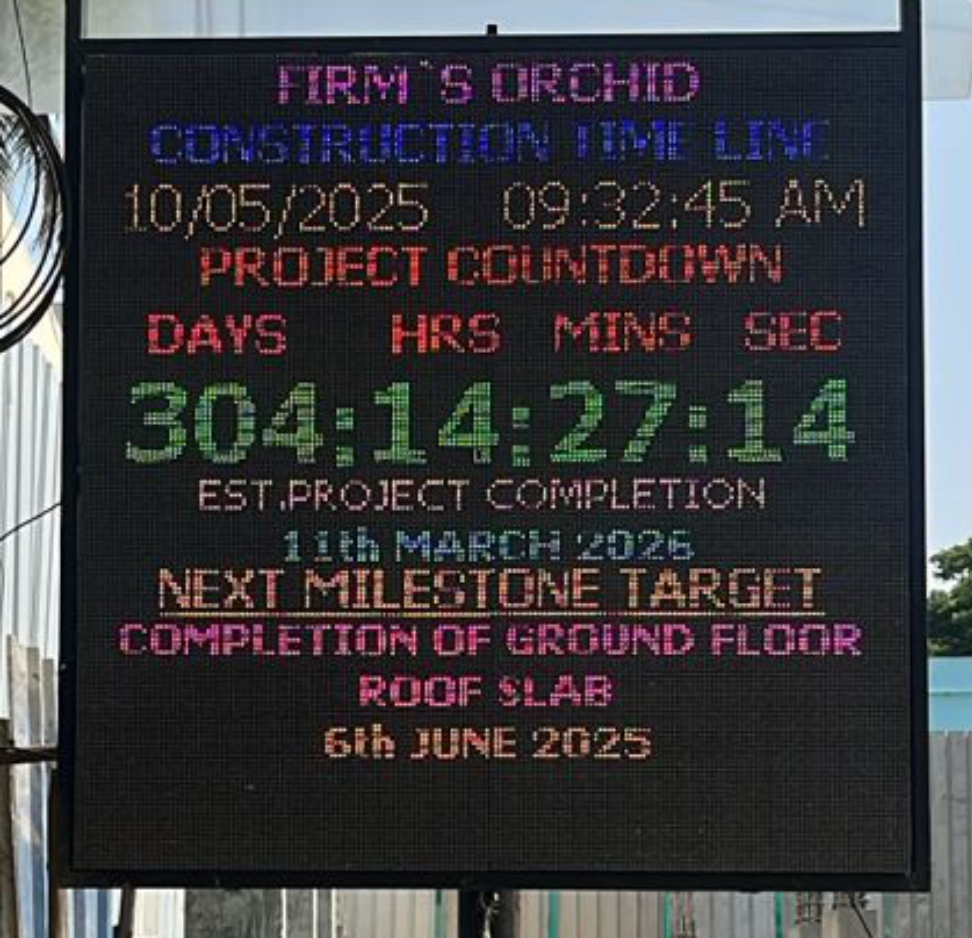 FIRM`S ORCHID
CONSTRUCTION TIME LINE
10/05/2025 09:32:45 AM
PROJECT COUNTDOWN
DAYS HRS MINS SEC
304:14:27:14
EST.PROJECT COMPLETION
11th MARCH 2026
NEXT MILESTONE TARGET
COMPLETION OF GROUND FLOOR
ROOF SLAB
6th JUNE 2025